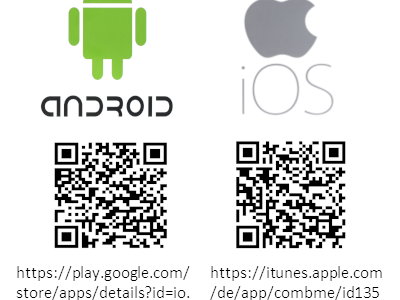 ANDROID
iOS
https://play.google.com/
store/apps/details?id=io.
https://itunes.apple.com
/de/app/combme/id135